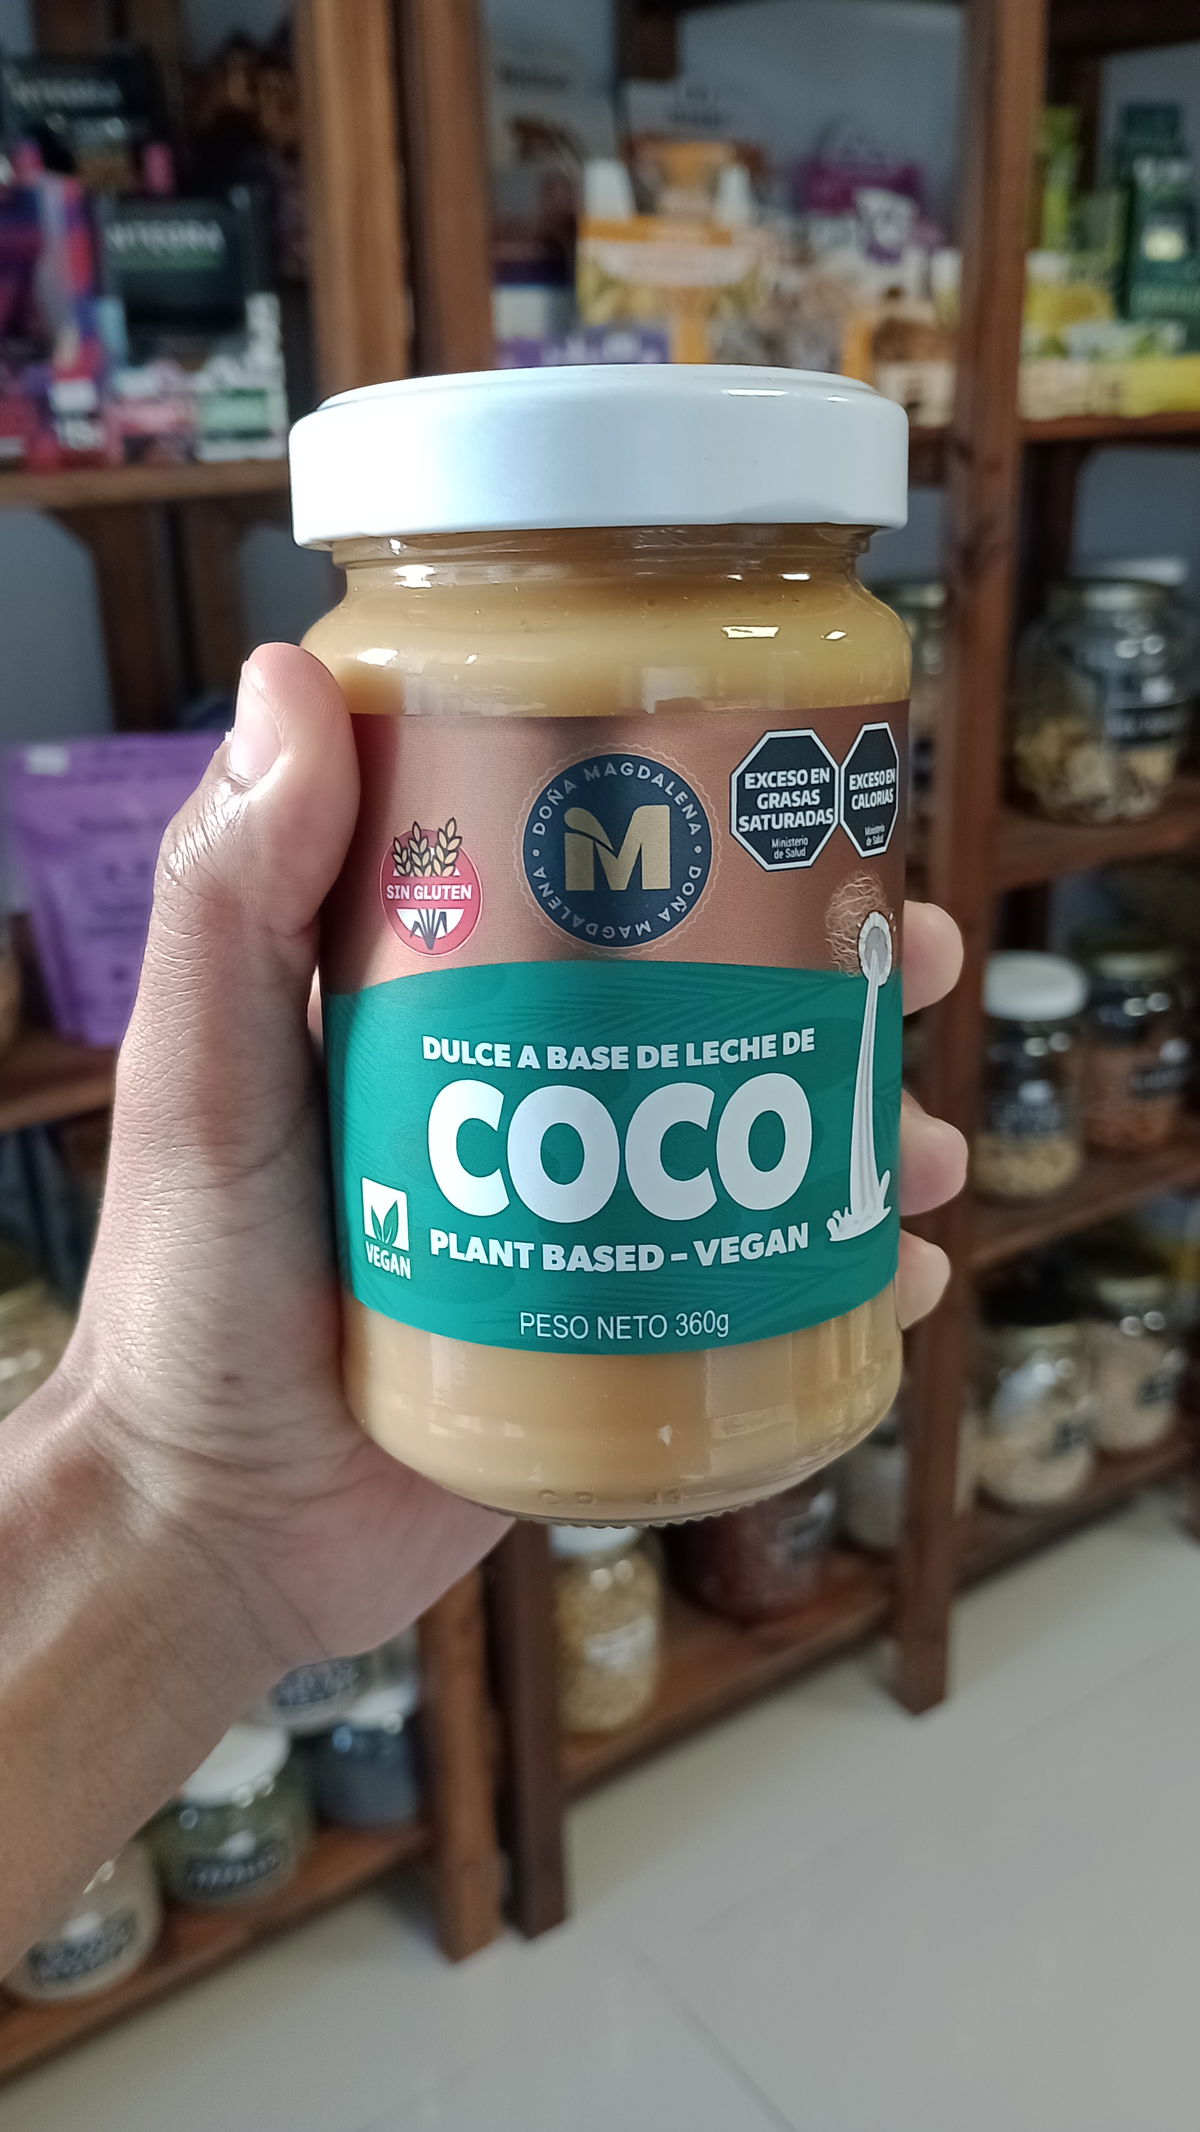 DOÑA MAGDALENA • DOÑA MAGDALENA •
M
EXCESO EN
GRASAS
SATURADAS
Ministerio
de Salud
EXCESO EN
CALORÍAS
Ministerio
de Salud
SIN GLUTEN
DULCE A BASE DE LECHE DE
COCO
PLANT BASED - VEGAN
VEGAN
PESO NETO 360g